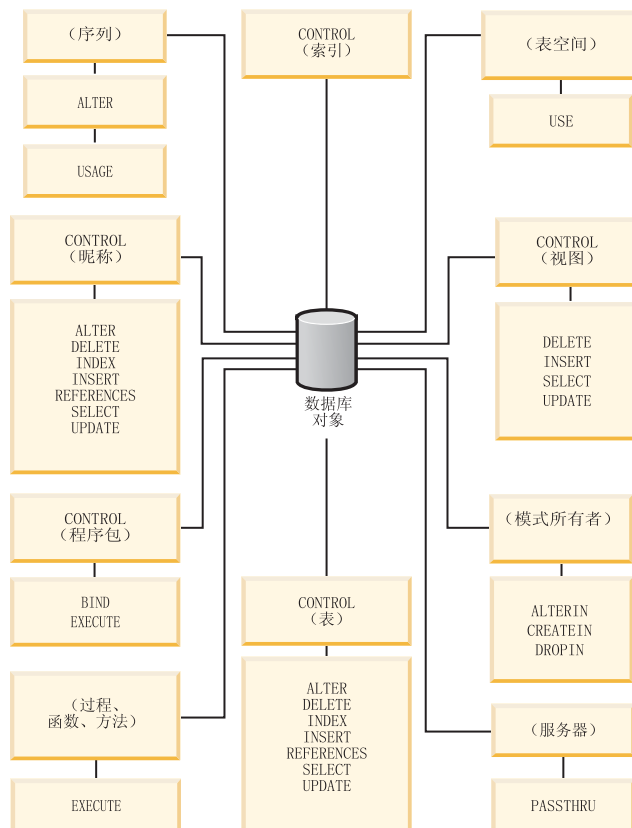 （序列）
ALTER
USAGE
CONTROL
（索引）
（表空间）
USE
CONTROL
（昵称）
ALTER
DELETE
INDEX
INSERT
REFERENCES
SELECT
UPDATE
CONTROL
（视图）
DELETE
INSERT
SELECT
UPDATE
数据库
对象
CONTROL
（程序包）
BIND
EXECUTE
（模式所有者）
ALTERIN
CREATEIN
DROPIN
CONTROL
（表）
ALTER
DELETE
INDEX
INSERT
REFERENCES
SELECT
UPDATE
（过程、
函数、方法）
EXECUTE
（服务器）
PASSTHRU